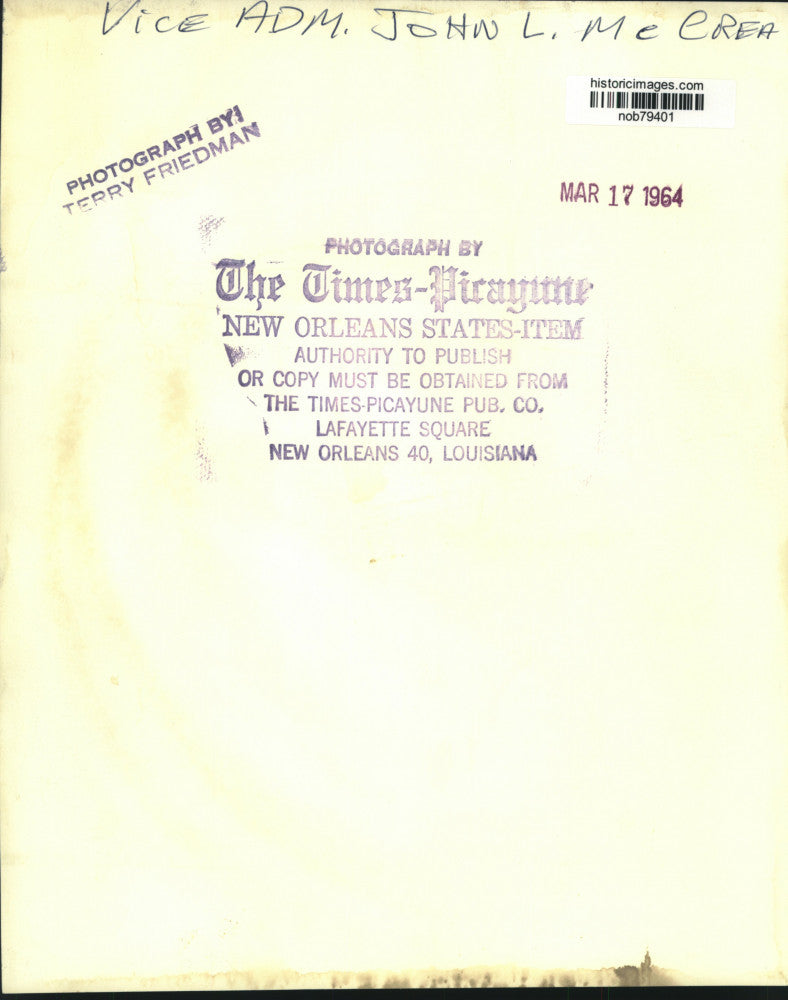 Vice ADM. JOHN L. Mc CREA
historicimages.com
nob79401
PHOTOGRAPH BY:
TERRY FRIEDMAN
MAR 17 1964
PHOTOGRAPH BY
The Times-Picayune
NEW ORLEANS STATES-ITEM
AUTHORITY TO PUBLISH
OR COPY MUST BE OBTAINED FROM
THE TIMES-PICAYUNE PUB. CO.
LAFAYETTE SQUARE
NEW ORLEANS 40, LOUISIANA